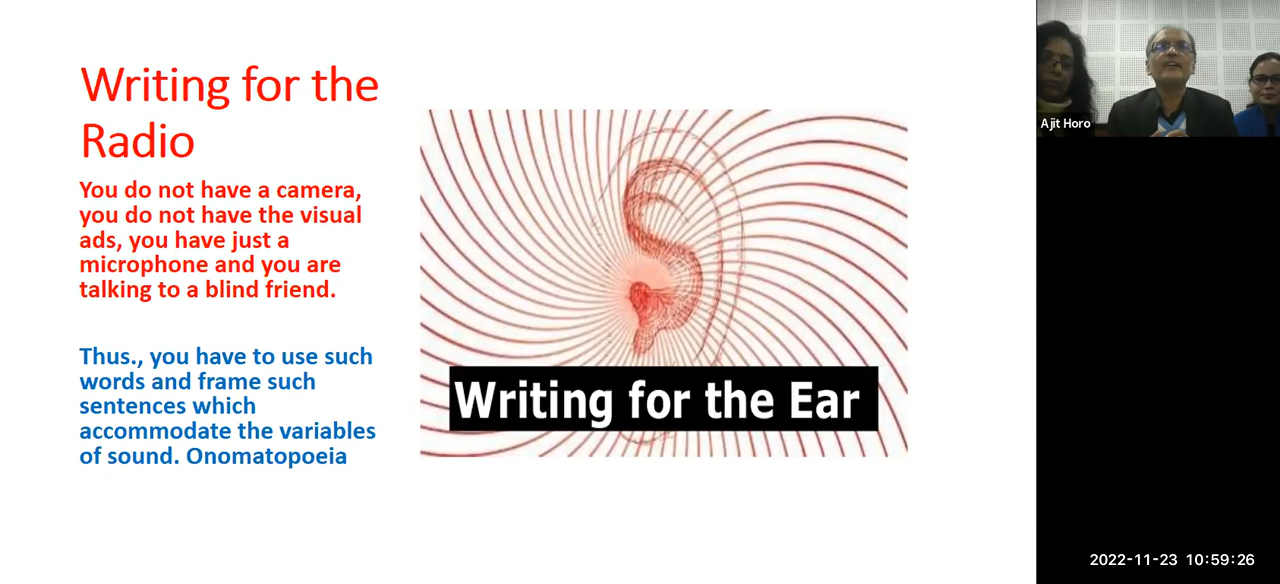 Writing for the
Radio
You do not have a camera,
you do not have the visual
ads, you have just a
microphone and you are
talking to a blind friend.
Thus., you have to use such
words and frame such
sentences which
accommodate the variables
of sound. Onomatopoeia
Writing for the Ear
Ajit Horo
2022-11-23 10:59:26